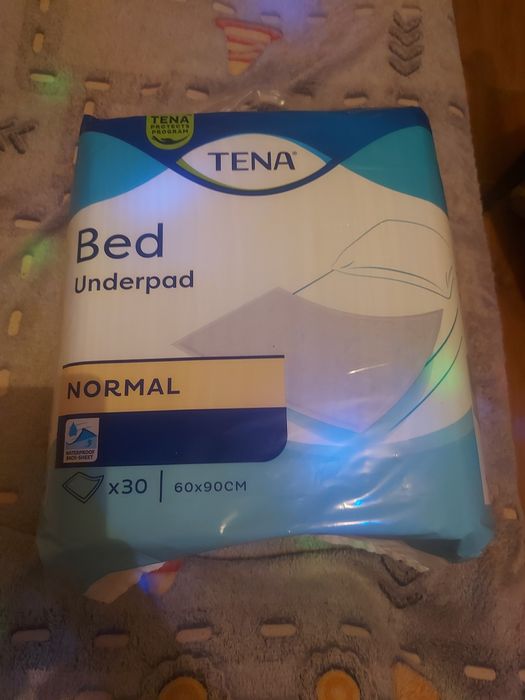 TENA
PROTECTS
PROGRAM
TENA®
Bed
Underpad
NORMAL
WATERPROOF
BACK-SHEET
x30 | 60x90CM